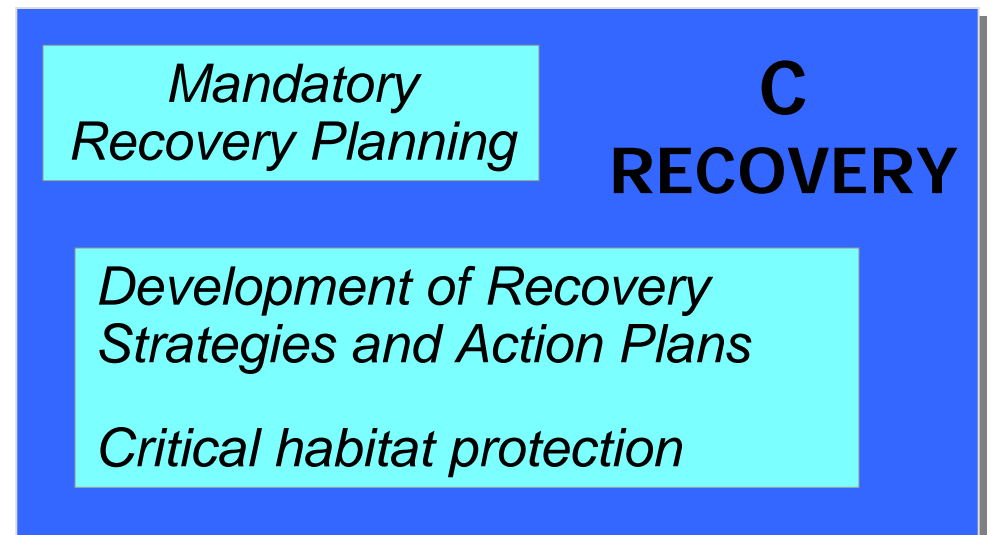 Mandatory
Recovery Planning
C
RECOVERY
Development of Recovery
Strategies and Action Plans
Critical habitat protection